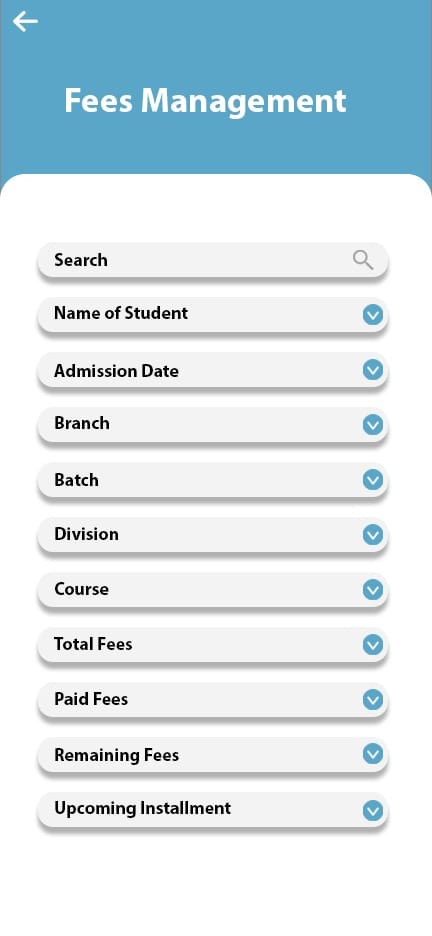 Fees Management
Search
Name of Student
Admission Date
Branch
Batch
Division
Course
Total Fees
Paid Fees
Remaining Fees
Upcoming Installment